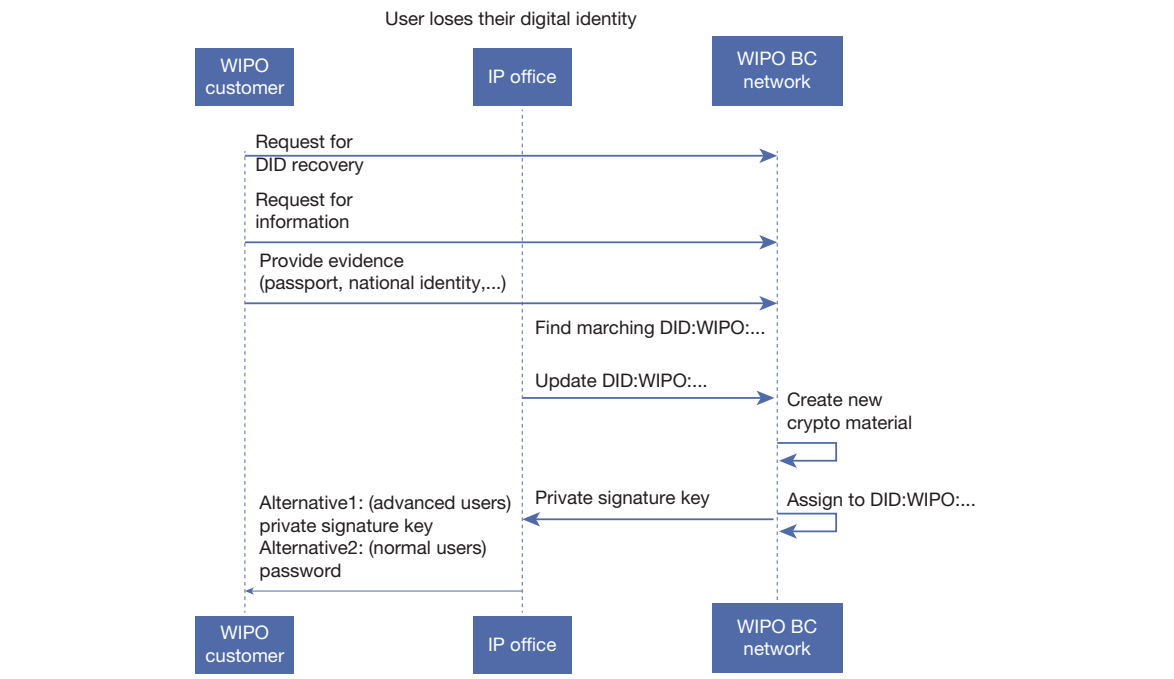 User loses their digital identity
WIPO
customer
IP office
WIPO BC
network
Request for
DID recovery
Request for
information
Provide evidence
(passport, national identity,...)
Find marching DID:WIPO:...
Update DID:WIPO:...
Create new
crypto material
Private signature key
Assign to DID:WIPO:...
Alternative1: (advanced users)
private signature key
Alternative2: (normal users)
password
WIPO
customer
IP office
WIPO BC
network